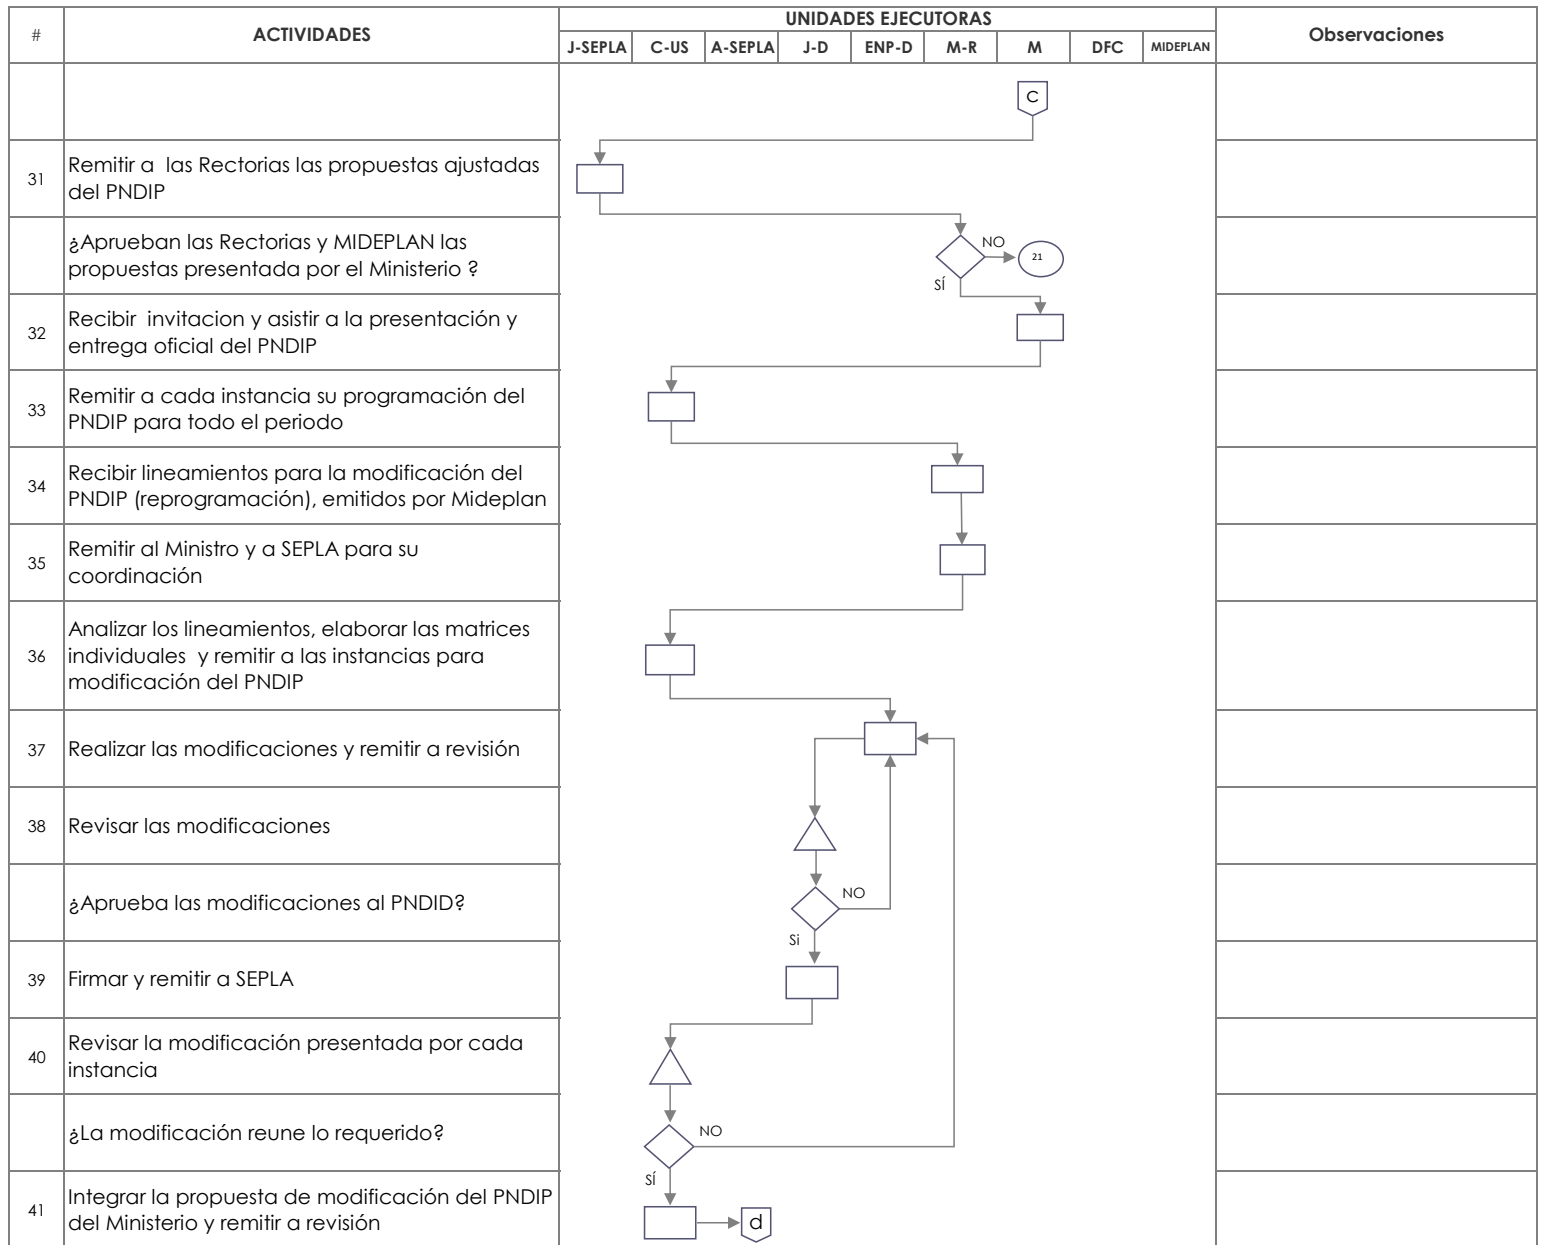 #
ACTIVIDADES
UNIDADES EJECUTORAS
Observaciones
J-SEPLA
C-US
A-SEPLA
J-D
ENP-D
M-R
M
DFC
MIDEPLAN
C
31
Remitir a  las Rectorias las propuestas ajustadas
del PNDIP
¿Aprueban las Rectorias y MIDEPLAN las
propuestas presentada por el Ministerio ?
NO
21
SÍ
32
Recibir  invitacion y asistir a la presentación y
entrega oficial del PNDIP
33
Remitir a cada instancia su programación del
PNDIP para todo el periodo
34
Recibir lineamientos para la modificación del
PNDIP (reprogramación), emitidos por Mideplan
35
Remitir al Ministro y a SEPLA para su
coordinación
36
Analizar los lineamientos, elaborar las matrices
individuales  y remitir a las instancias para
modificación del PNDIP
37
Realizar las modificaciones y remitir a revisión
38
Revisar las modificaciones
¿Aprueba las modificaciones al PNDID?
NO
Si
39
Firmar y remitir a SEPLA
40
Revisar la modificación presentada por cada
instancia
¿La modificación reune lo requerido?
NO
SÍ
41
Integrar la propuesta de modificación del PNDIP
del Ministerio y remitir a revisión
d